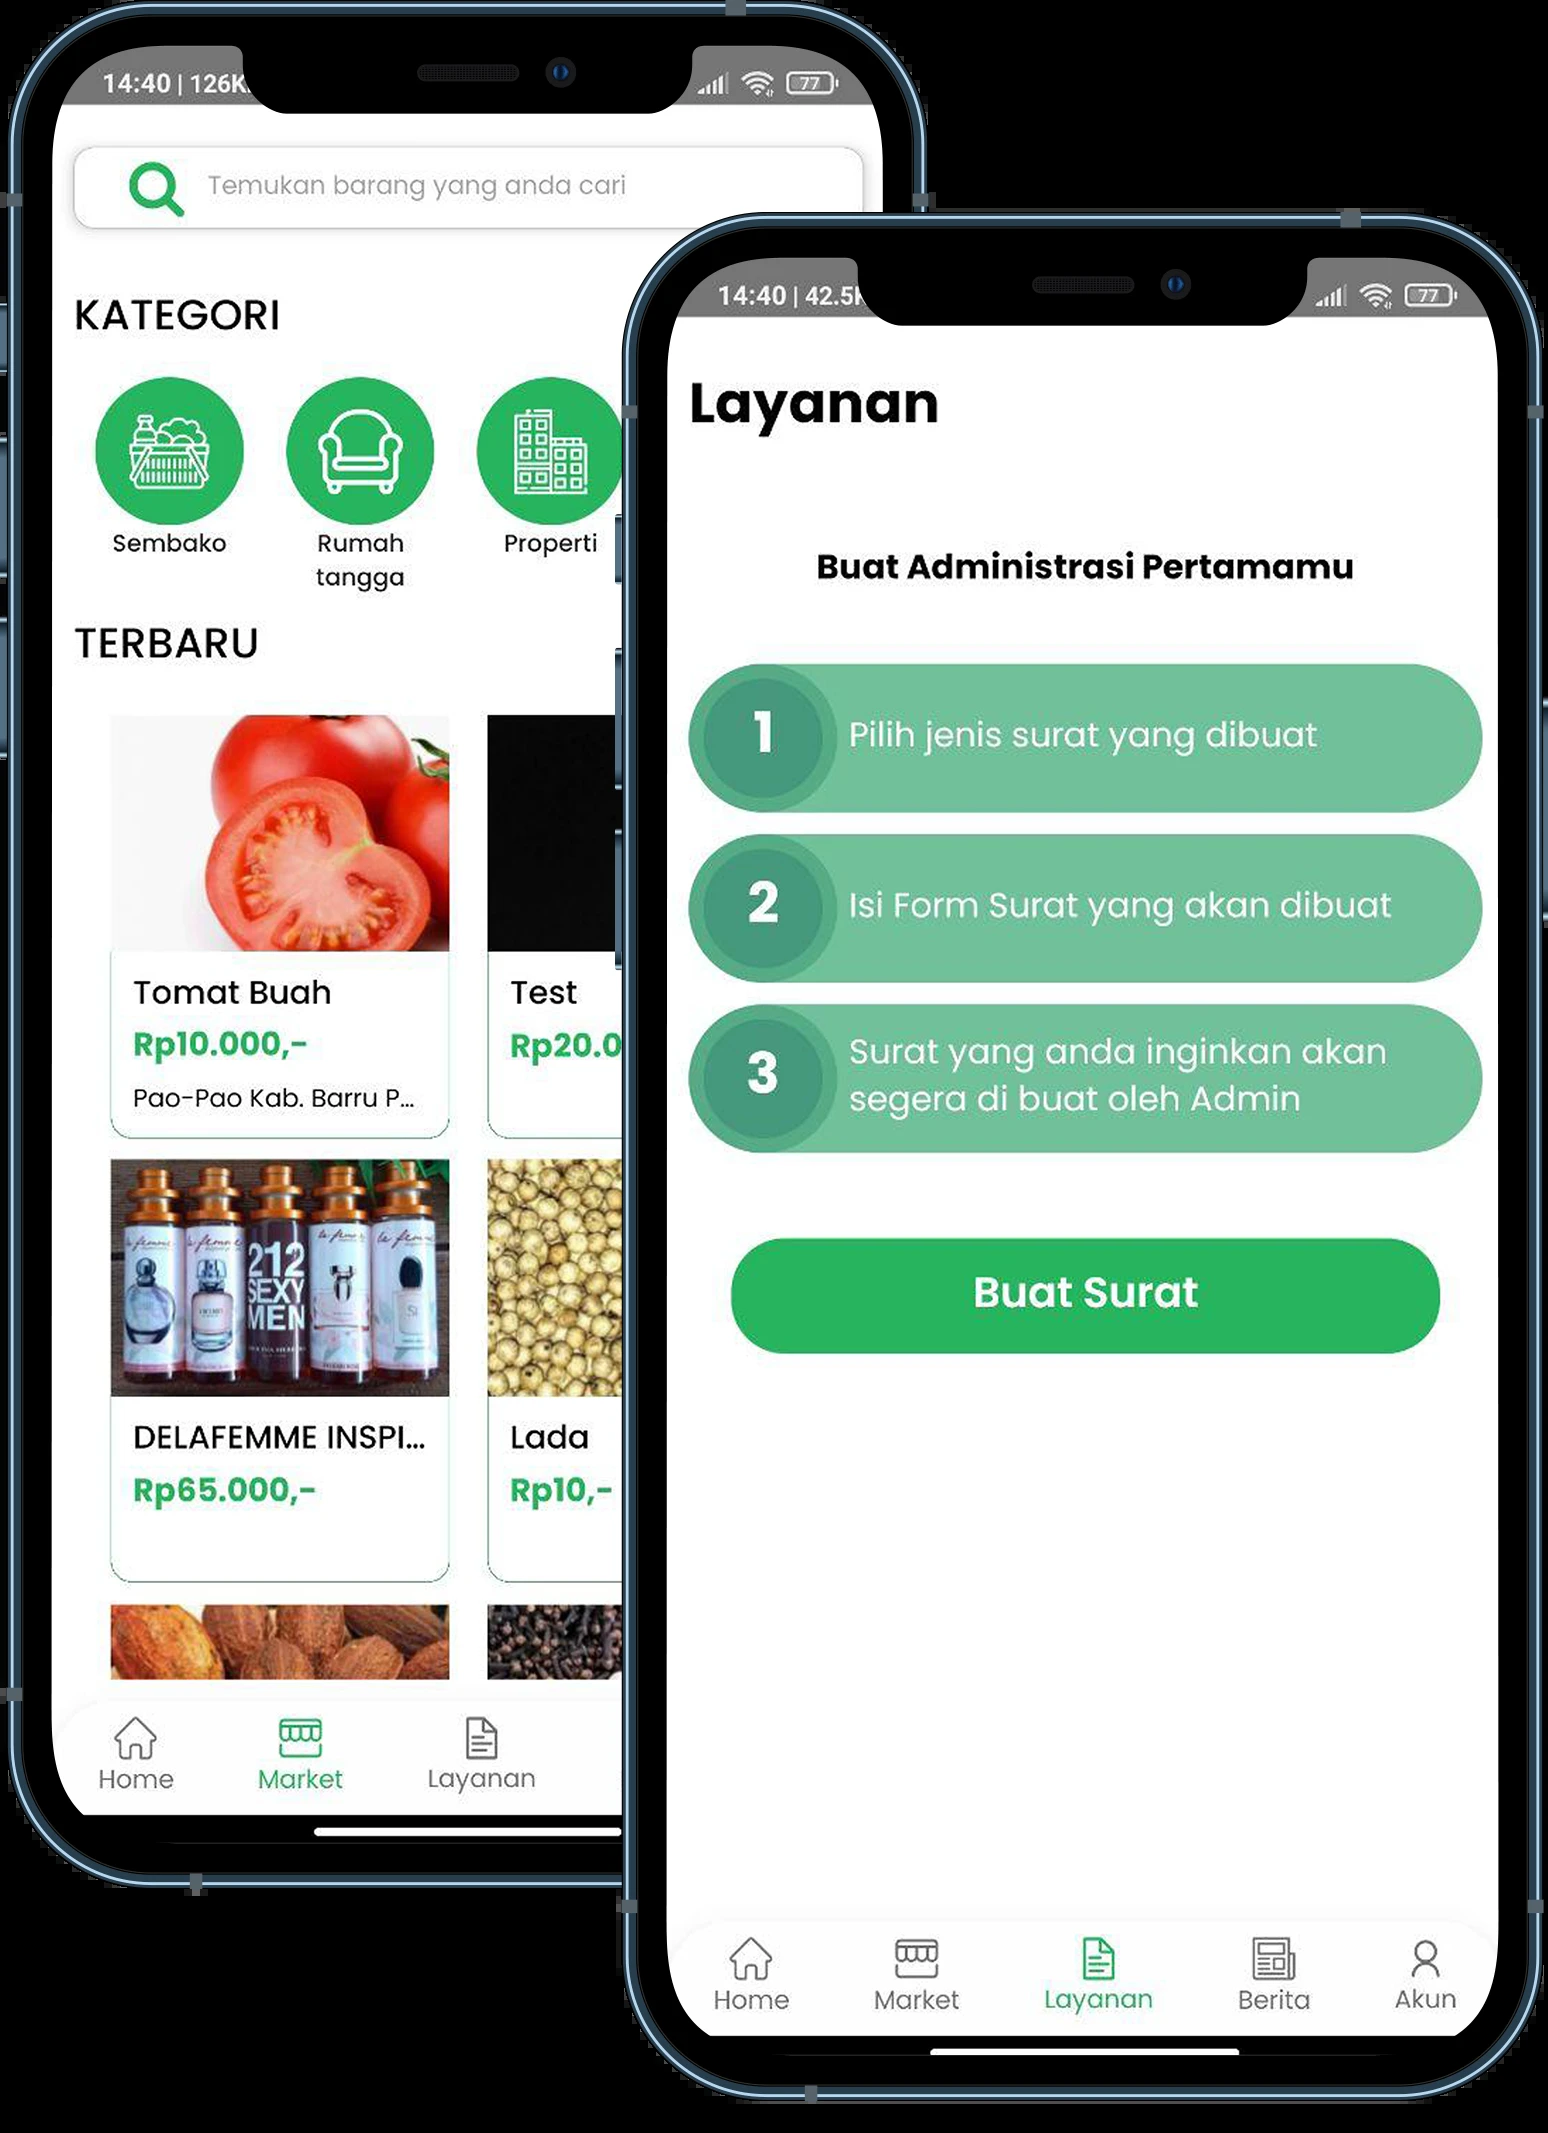 14:40 | 126K
77
Temukan barang yang anda cari
KATEGORI
Sembako
Rumah
tangga
Properti
TERBARU
Tomat Buah
Rp10.000,-
Pao-Pao Kab. Barru P...
Test
Rp20.0
212
SEXY
MEN
DELAFEMME INSPI...
Rp65.000,-
Lada
Rp10,-
Home
Market
Layanan
14:40 | 42.5K
77
Layanan
Buat Administrasi Pertamamu
1
Pilih jenis surat yang dibuat
2
Isi Form Surat yang akan dibuat
3
Surat yang anda inginkan akan
segera di buat oleh Admin
Buat Surat
Home
Market
Layanan
Berita
Akun